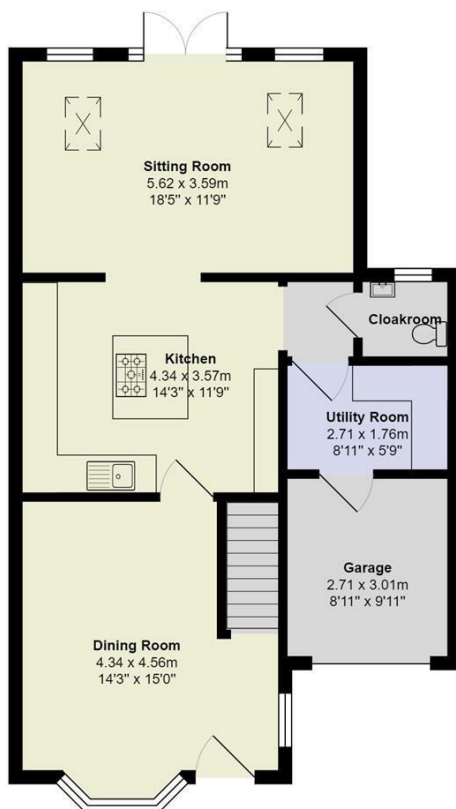 Sitting Room
5.62 x 3.59m
18'5" x 11'9"
Cloakroom
Kitchen
4.34 x 3.57m
14'3" x 11'9"
Utility Room
2.71 x 1.76m
8'11" x 5'9"
Garage
2.71 x 3.01m
8'11" x 9'11"
Dining Room
4.34 x 4.56m
14'3" x 15'0"